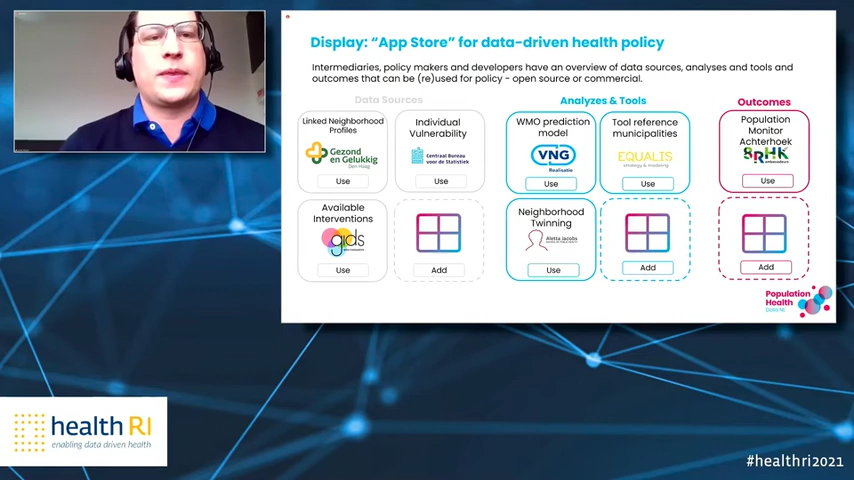 Display: “App Store” for data-driven health policy
Intermediaries, policy makers and developers have an overview of data sources, analyses and tools and
outcomes that can be (re)used for policy - open source or commercial.
Data Sources
Analyzes & Tools
Outcomes
Linked Neighborhood
Profiles
Gezond
en Gelukkig
Den Haag
Use
Individual
Vulnerability
Centraal Bureau
voor de Statistiek
Use
WMO prediction
model
VNG
Realisatie
Use
Tool reference
municipalities
EQUALIS
strategy & modeling
Use
Population
Monitor
Achterhoek
Use
Available
Interventions
gids
Use
Add
Neighborhood
Twinning
Aletta Jacobs
Use
Add
Add
Population
Health
Data NL
health RI
enabling data driven health
#healthri2021